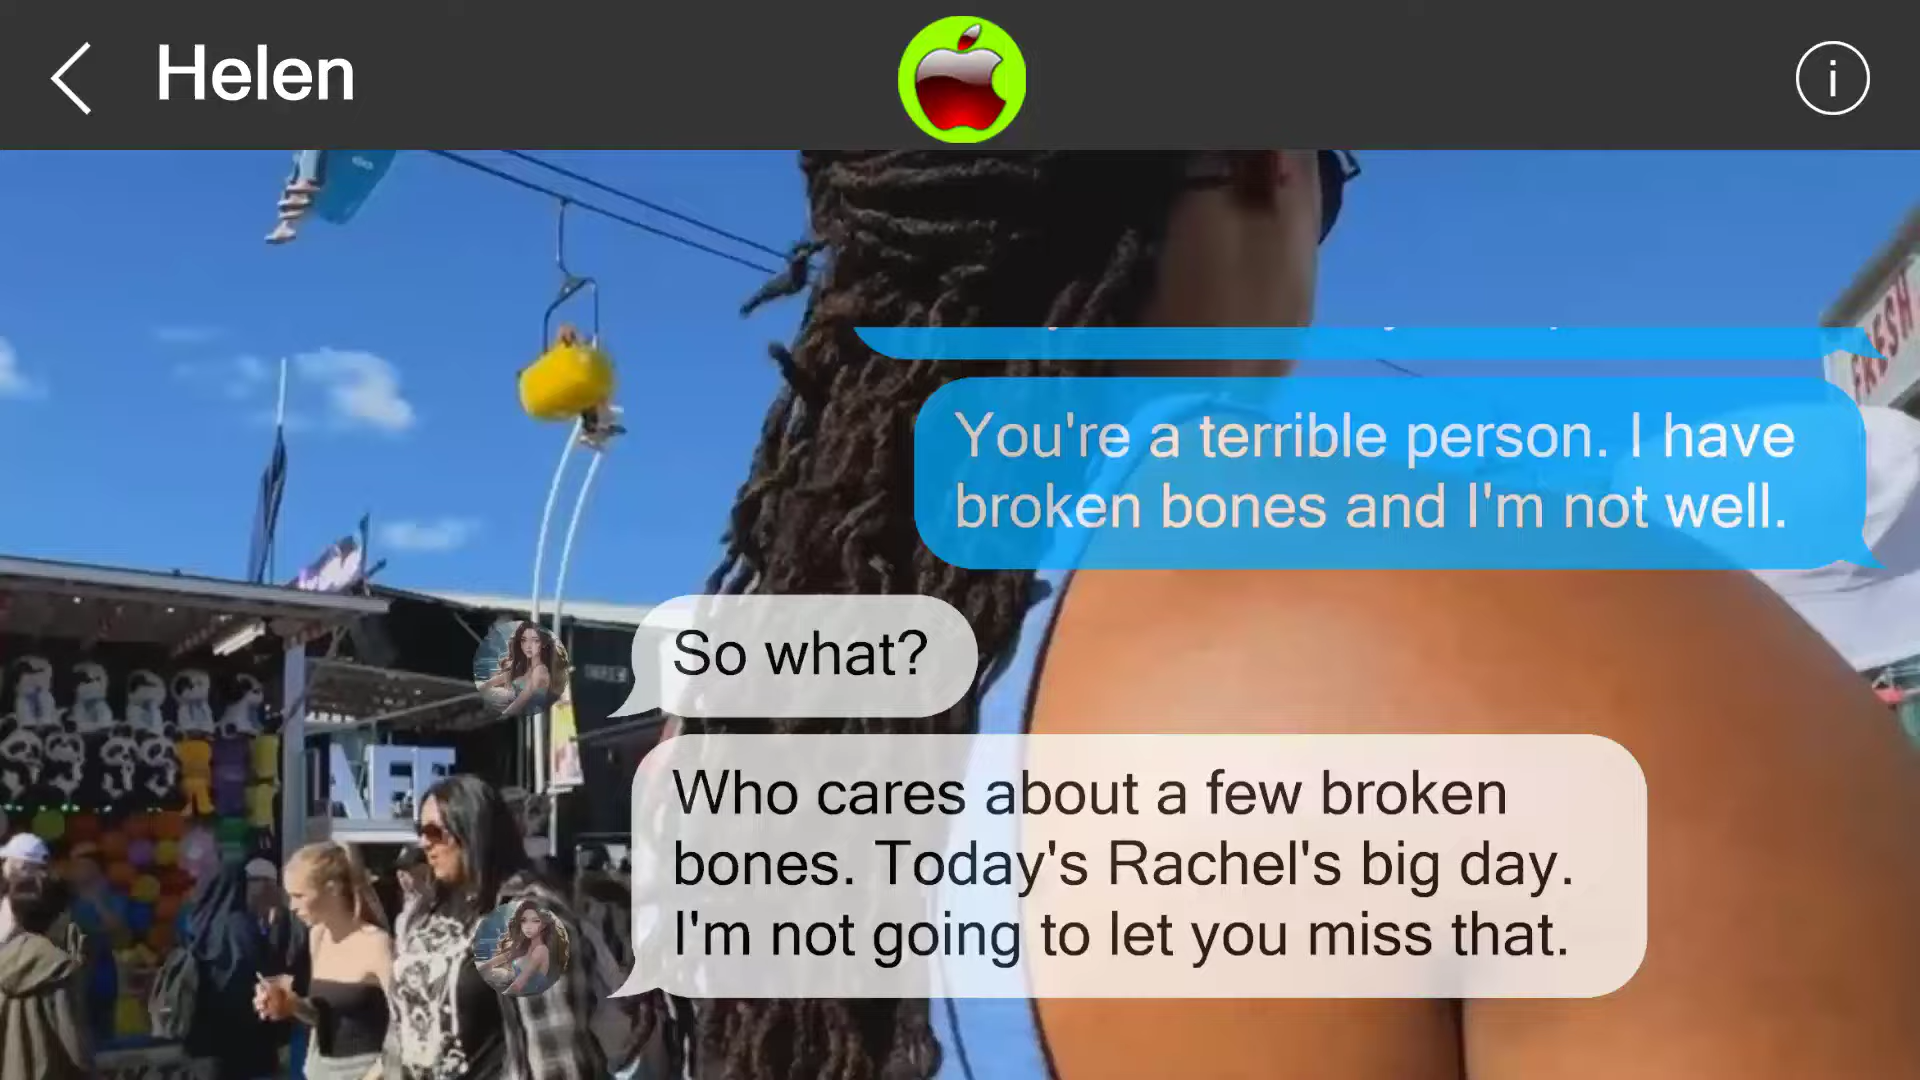 Helen
i
FRESH
You're a terrible person. I have
broken bones and I'm not well.
So what?
Who cares about a few broken
bones. Today's Rachel's big day.
I'm not going to let you miss that.